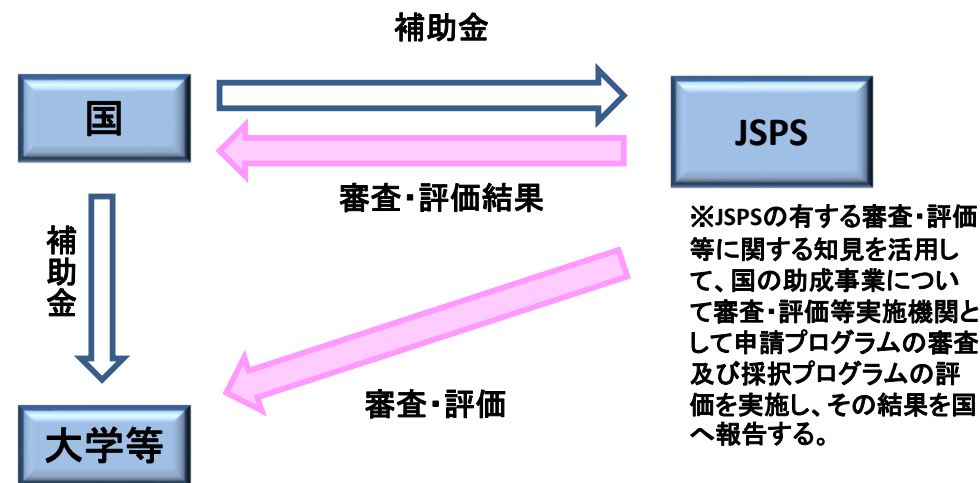 補助金
国
JSPS
審査・評価結果
補助金
※JSPSの有する審査・評価
等に関する知見を活用し
て、国の助成事業につい
て審査・評価等実施機関と
して申請プログラムの審査
及び採択プログラムの評
価を実施し、その結果を国
へ報告する。
審査・評価
大学等